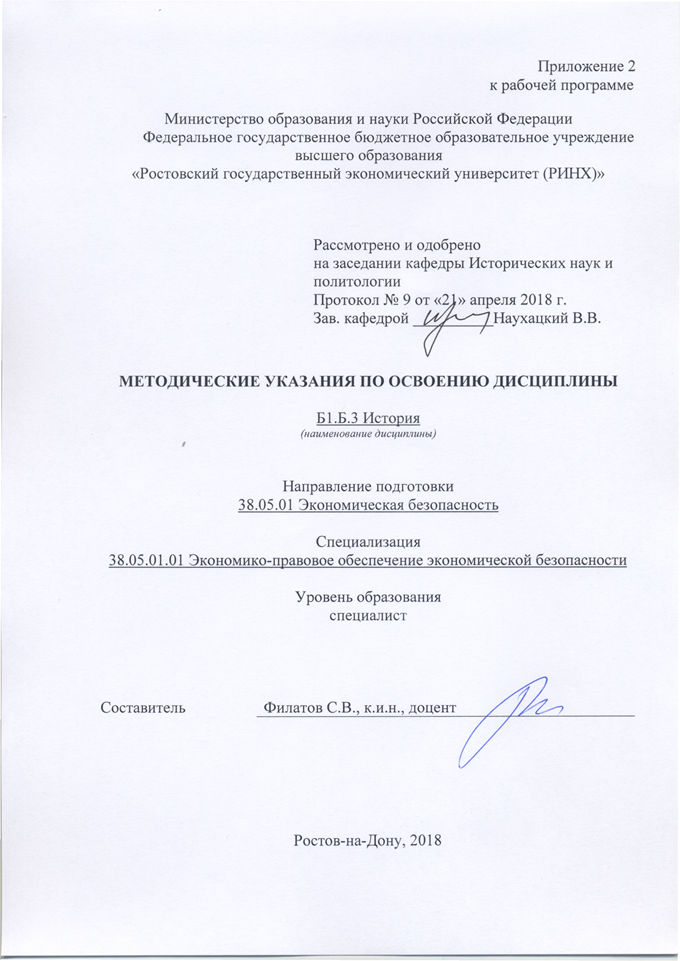 Приложение 2
к рабочей программе
Министерство образования и науки Российской Федерации
Федеральное государственное бюджетное образовательное учреждение
высшего образования
«Ростовский государственный экономический университет (РИНХ)»
Рассмотрено и одобрено
на заседании кафедры Исторических наук и
политологии
Протокол № 9 от «21» апреля 2018 г.
Зав. кафедрой __________Наухацкий В.В.
МЕТОДИЧЕСКИЕ УКАЗАНИЯ ПО ОСВОЕНИЮ ДИСЦИПЛИНЫ
Б1.Б.3 История
(наименование дисциплины)
Направление подготовки
38.05.01 Экономическая безопасность
Специализация
38.05.01.01 Экономико-правовое обеспечение экономической безопасности
Уровень образования
специалист
Составитель Филатов С.В., к.и.н., доцент
Ростов-на-Дону, 2018